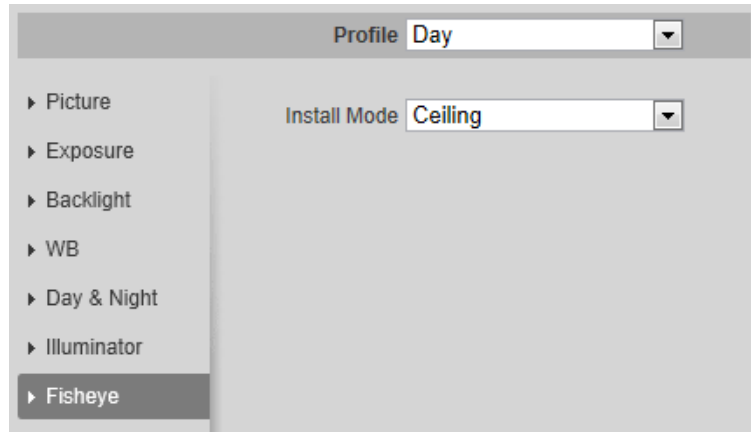 Profile Day
Install Mode Ceiling
Picture
Exposure
Backlight
WB
Day & Night
Illuminator
Fisheye